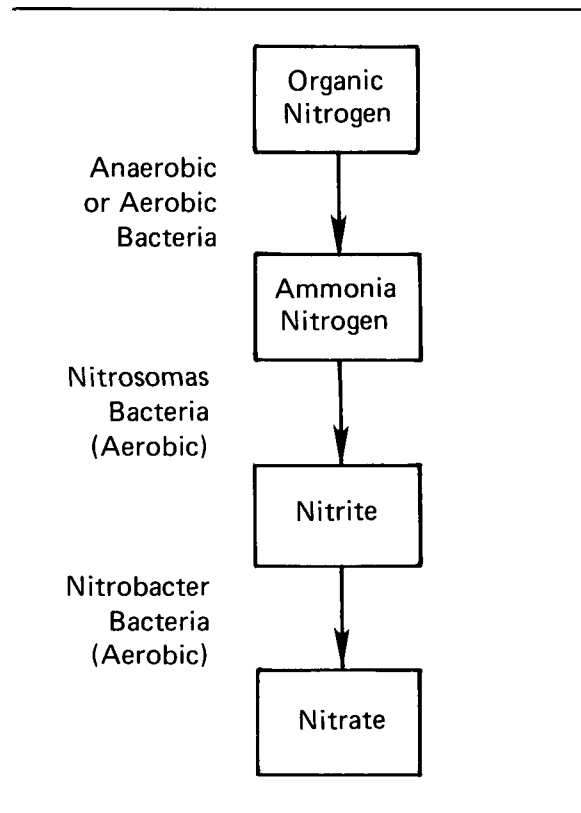 Organic
Nitrogen
Anaerobic
or Aerobic
Bacteria
Ammonia
Nitrogen
Nitrosomas
Bacteria
(Aerobic)
Nitrite
Nitrobacter
Bacteria
(Aerobic)
Nitrate